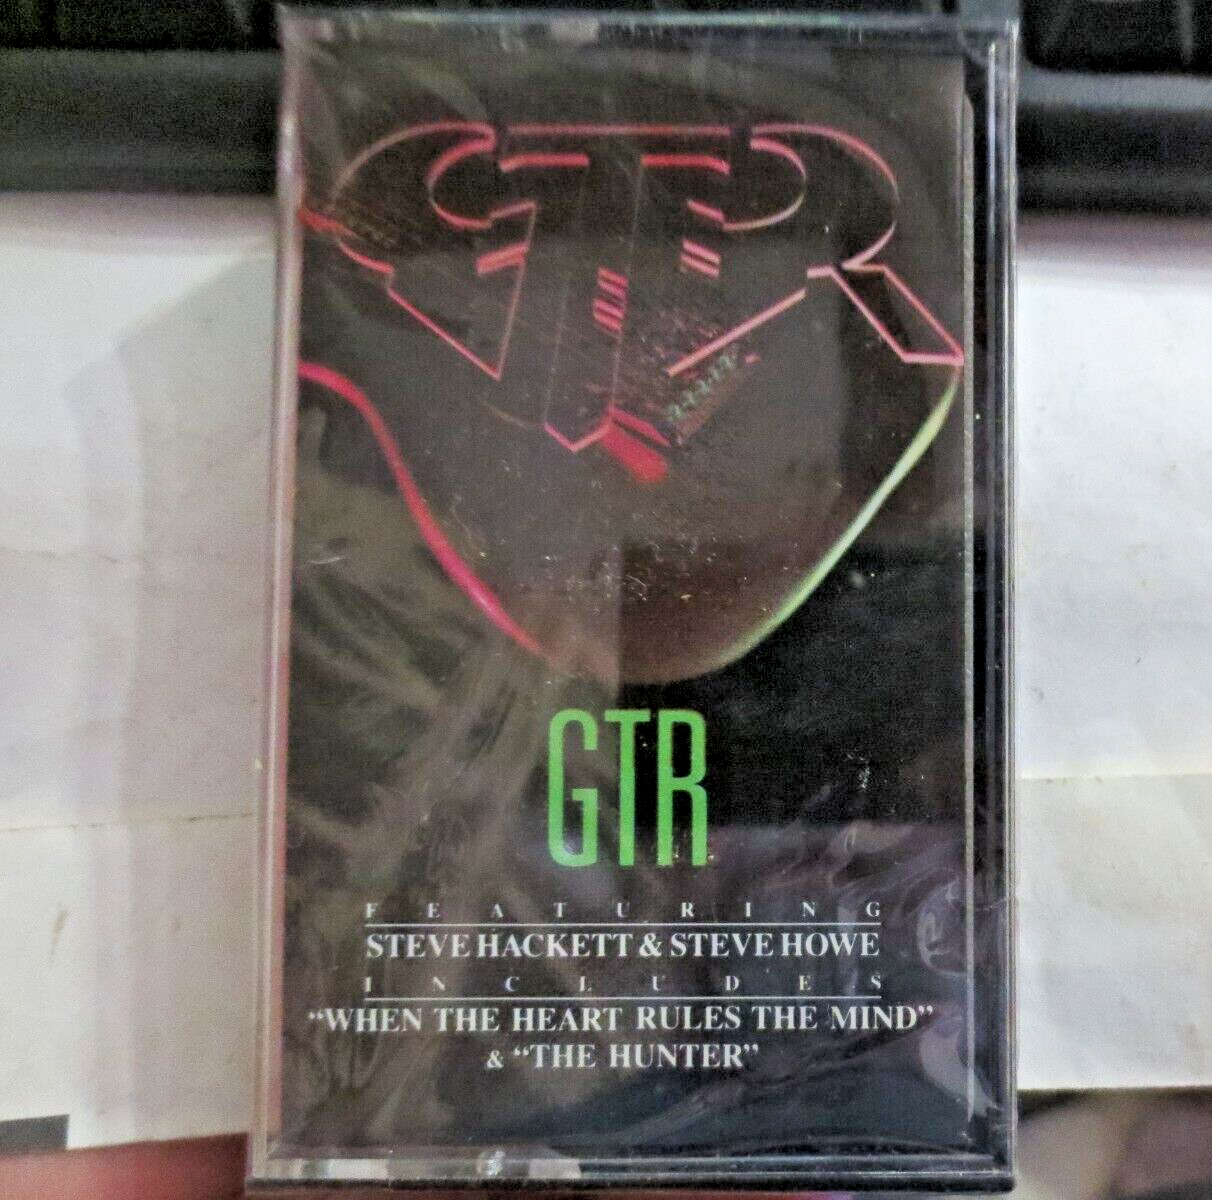 GTR
GTR
FEATURING
STEVE HACKETT & STEVE HOWE
INCLUDES
"WHEN THE HEART RULES THE MIND"
& "THE HUNTER"